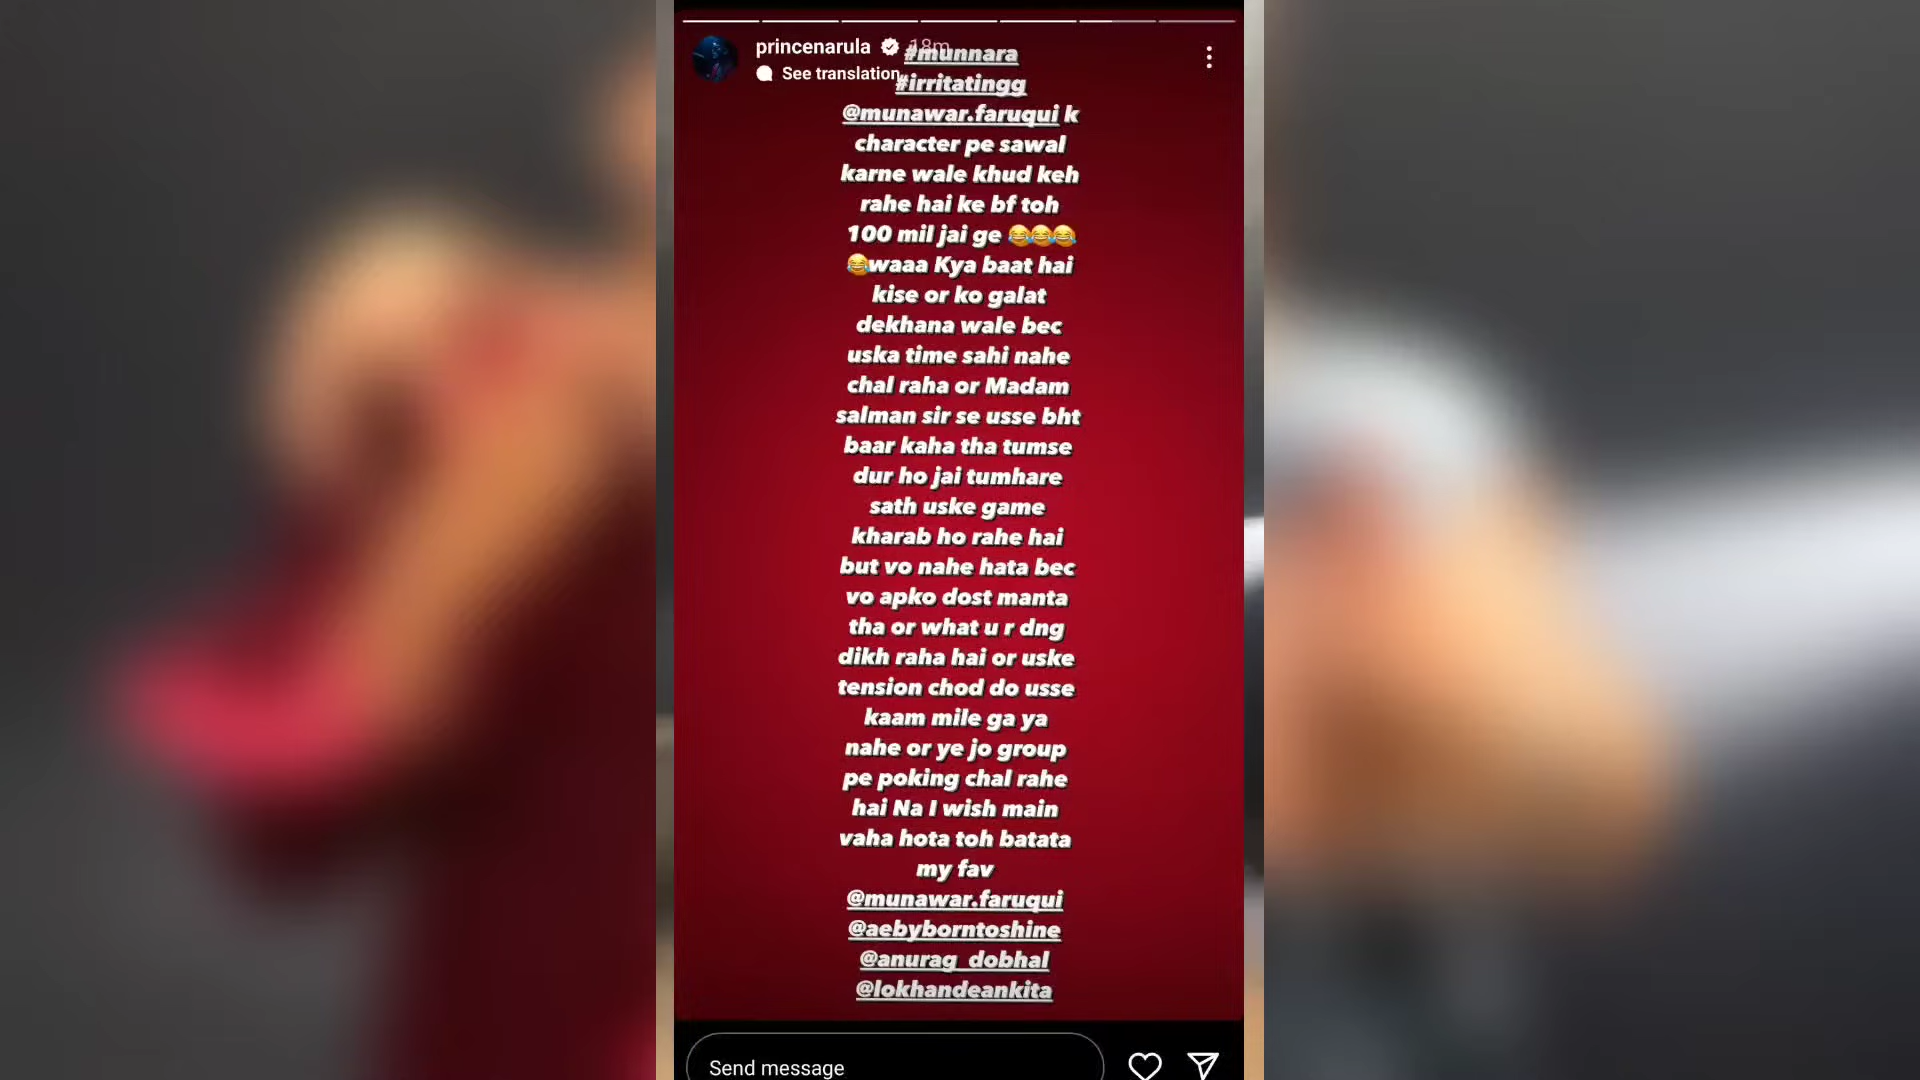 princenarula 18m
See translation
#munnara
#irritatingg
@munawar.faruqui k
character pe sawal
karne wale khud keh
rahe hai ke bf toh
100 mil jai ge 😂😂😂
😂waaa Kya baat hai
kise or ko galat
dekhana wale bec
uska time sahi nahe
chal raha or Madam
salman sir se usse bht
baar kaha tha tumse
dur ho jai tumhare
sath uske game
kharab ho rahe hai
but vo nahe hata bec
vo apko dost manta
tha or what u r dng
dikh raha hai or uske
tension chod do usse
kaam mile ga ya
nahe or ye jo group
pe poking chal rahe
hai Na I wish main
vaha hota toh batata
my fav
@munawar.faruqui
@aebyborntoshine
@anurag_dobhal
@lokhandeankita
Send message